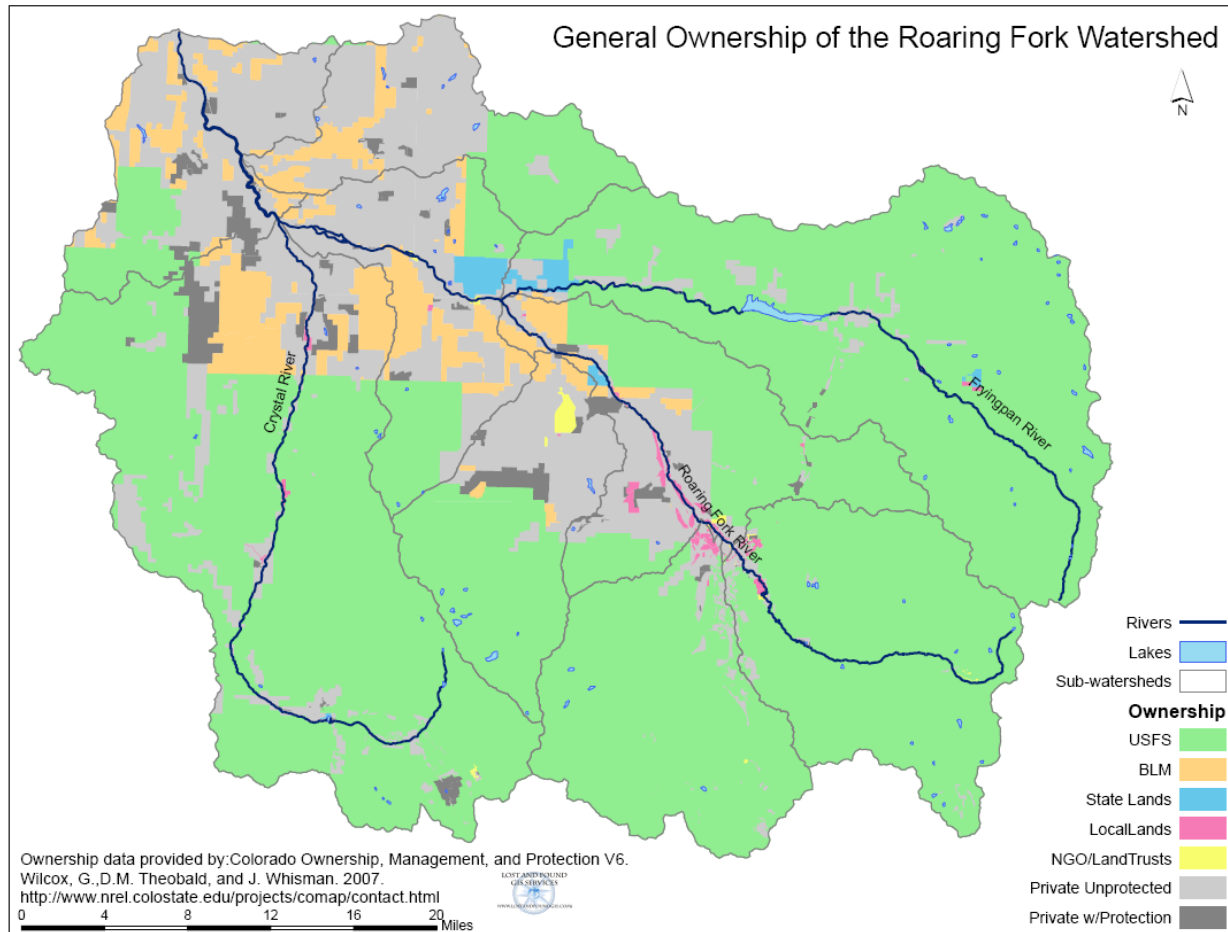 General Ownership of the Roaring Fork Watershed
N
Crystal River
Fryingpan River
Roaring Fork River
Rivers
Lakes
Sub-watersheds
Ownership
USFS
BLM
State Lands
LocalLands
NGO/LandTrusts
Private Unprotected
Private w/Protection
Ownership data provided by:Colorado Ownership, Management, and Protection V6.
Wilcox, G.,D.M. Theobald, and J. Whisman. 2007.
http://www.nrel.colostate.edu/projects/comap/contact.html
LOST AND FOUND
GIS SERVICES
WWW.LOSTANDFOUNDGIS.COM
0 4 8 12 16 20
Miles